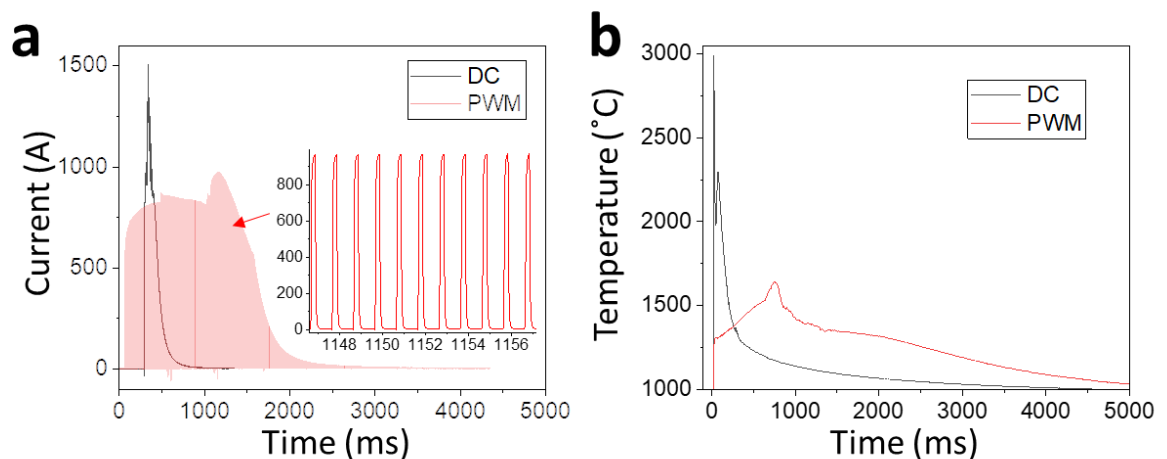 a
Current (A)
1500
1000
500
0
0 1000 2000 3000 4000 5000
Time (ms)
DC
PWM
800
600
400
200
0
1148 1150 1152 1154 1156
b
Temperature (˚C)
3000
2500
2000
1500
1000
0 1000 2000 3000 4000 5000
Time (ms)
DC
PWM